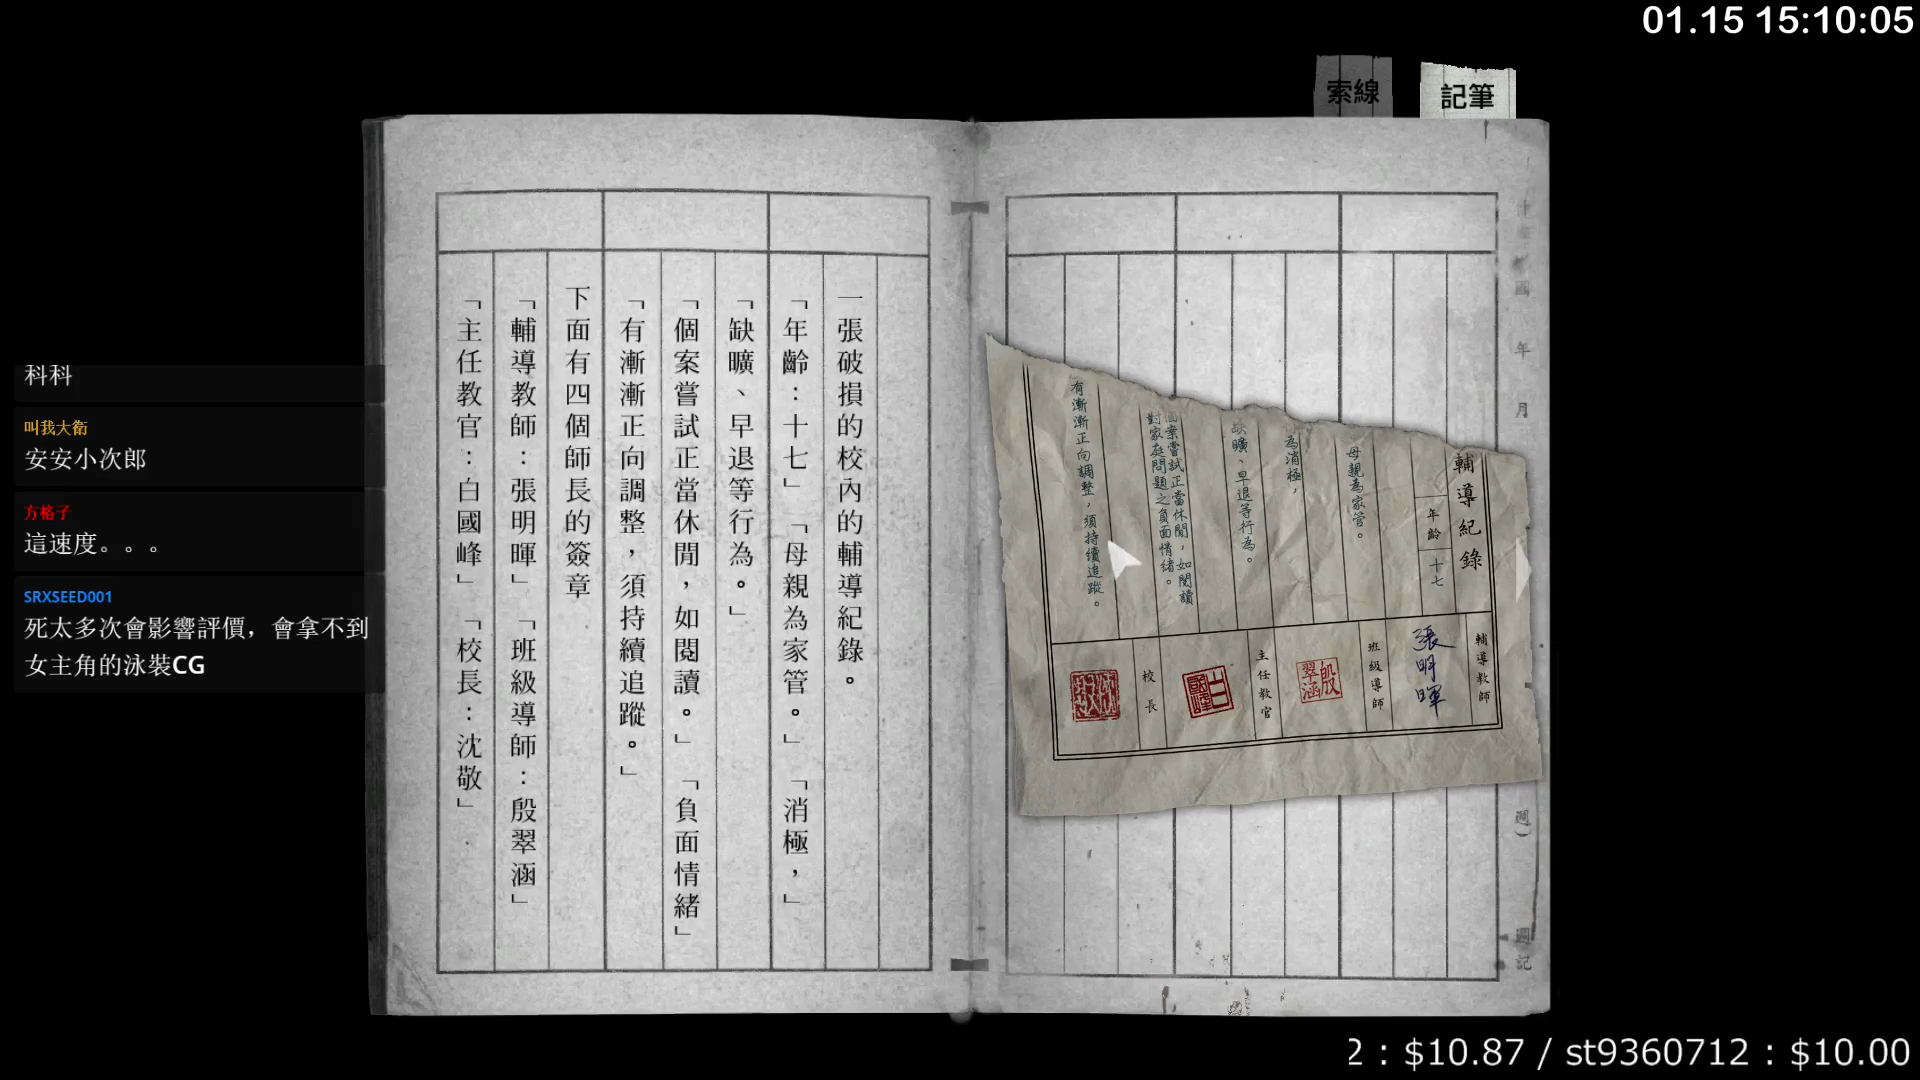 01.15 15:10:05
索線
記筆
科科
叫我大衛
安安小次郎
方格子
這速度。。。
SRXSEED001
死太多次會影響評價，會拿不到
女主角的泳裝CG
一張破損的校內的輔導紀錄。
「年齡：十七」「母親為家管。」「消極，」
「缺曠、早退等行為。」
「個案嘗試正當休閒，如閱讀。」「負面情緒」
「有漸漸正向調整，須持續追蹤。」
下面有四個師長的簽章
「輔導教師：張明暉」「班級導師：殷翠涵」
「主任教官：白國峰」「校長：沈敬」
輔導紀錄
年齡 十七
母親為家管。
為消極，
缺曠、早退等行為。
個案嘗試正當休閒，如閱讀
對家庭問題之負面情緒。
有漸漸正向調整，須持續追蹤。
輔導教師
張明暉
班級導師
殷翠涵
主任教官
校長
國
年
月
週）
週記
2 : $10.87 / st9360712 : $10.00